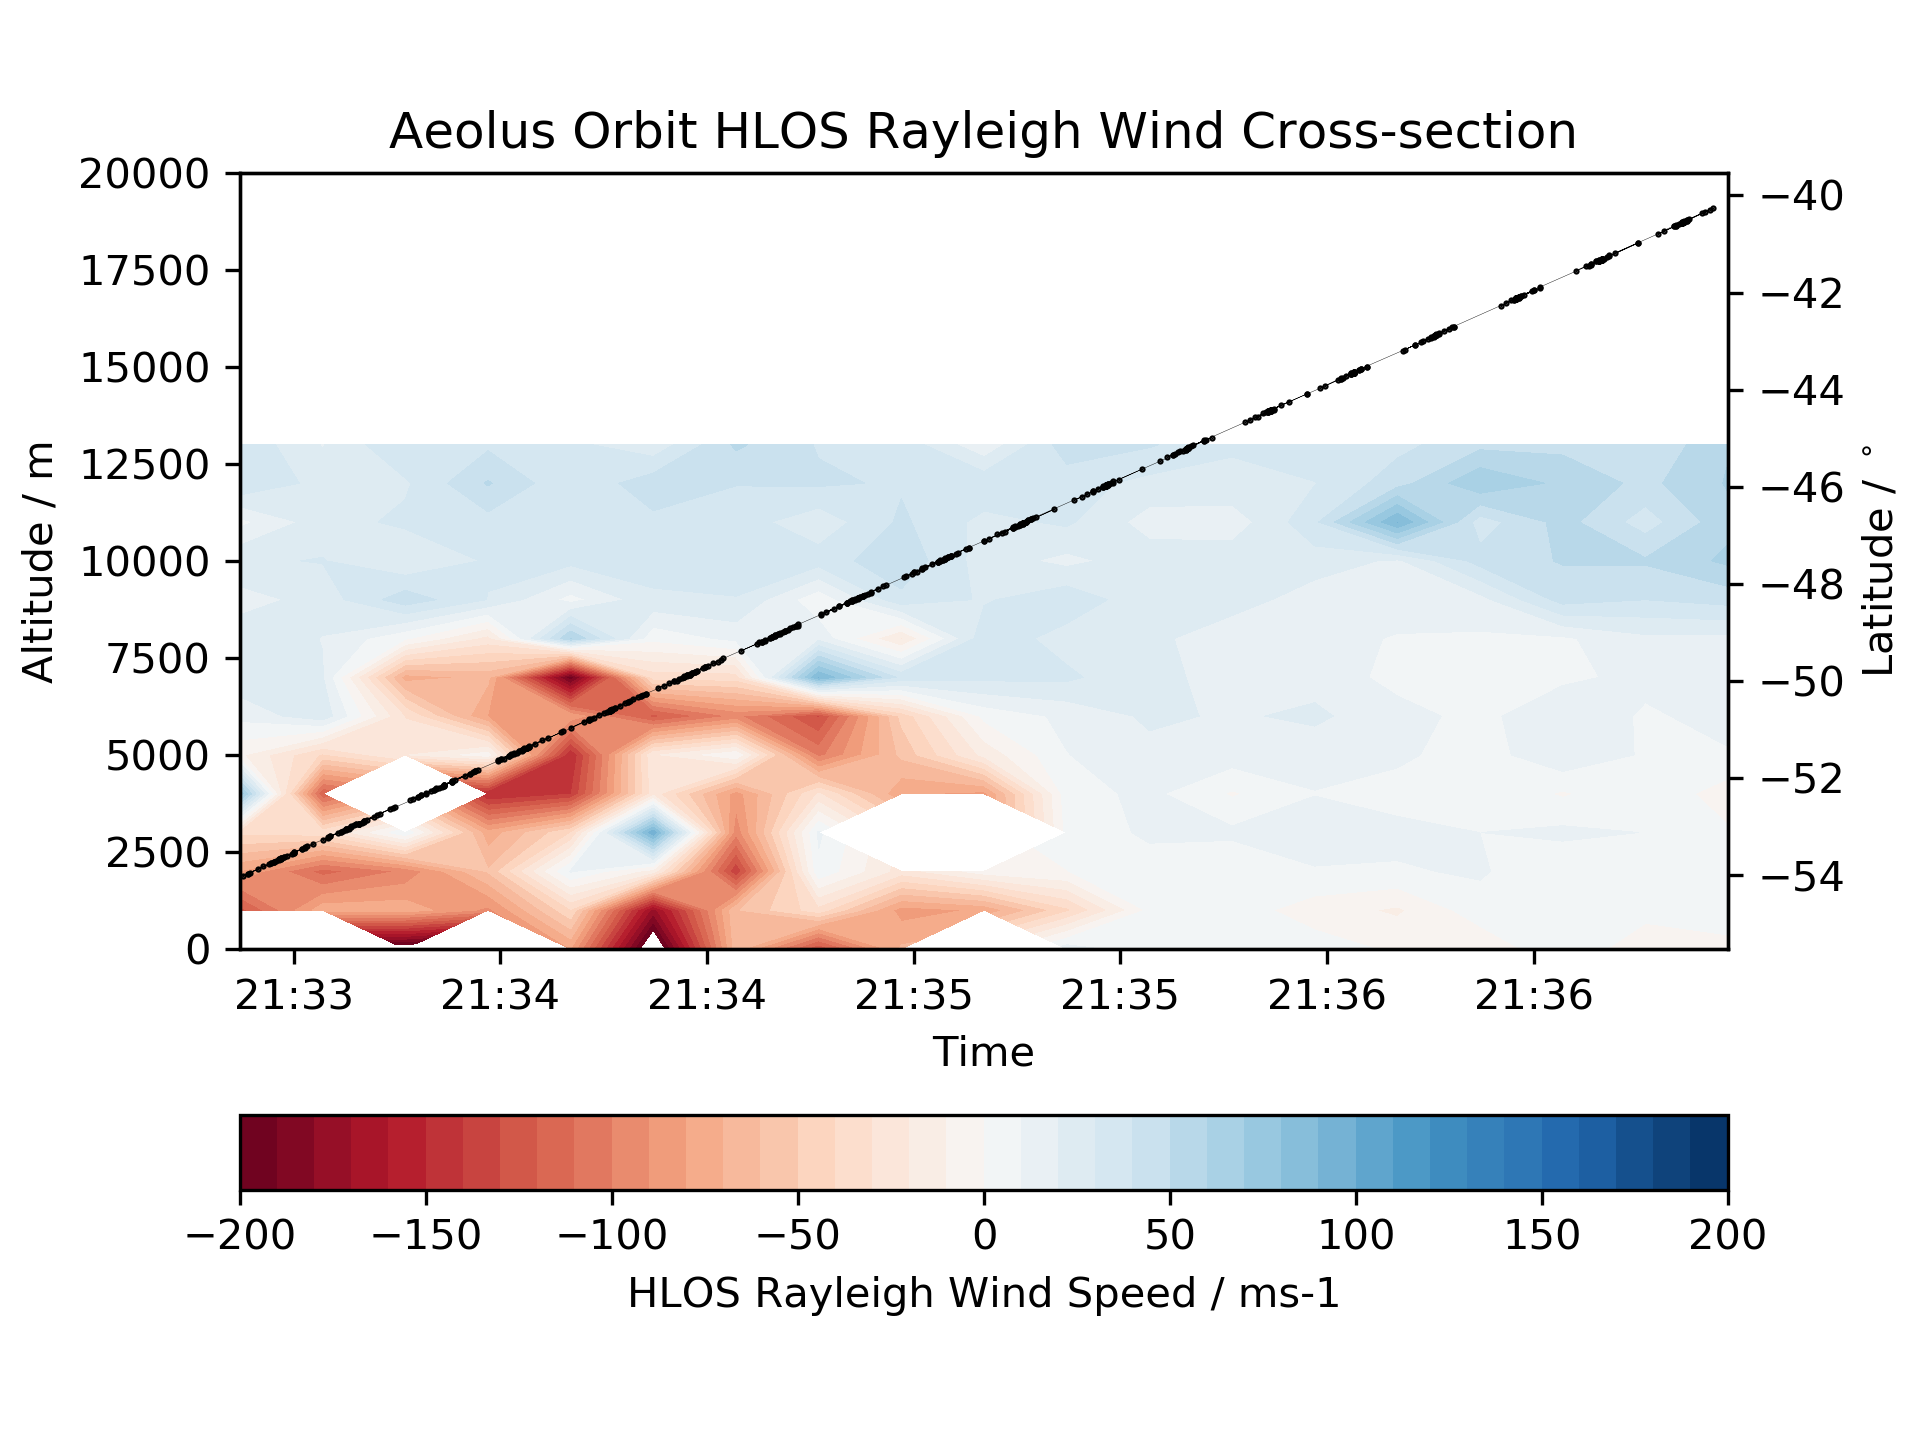 Aeolus Orbit HLOS Rayleigh Wind Cross-section
20000
17500
15000
12500
10000
7500
5000
2500
0
Altitude / m
−40
−42
−44
−46
−48
−50
−52
−54
Latitude / °
21:33 21:34 21:34 21:35 21:35 21:36 21:36
Time
−200 −150 −100 −50 0 50 100 150 200
HLOS Rayleigh Wind Speed / ms-1